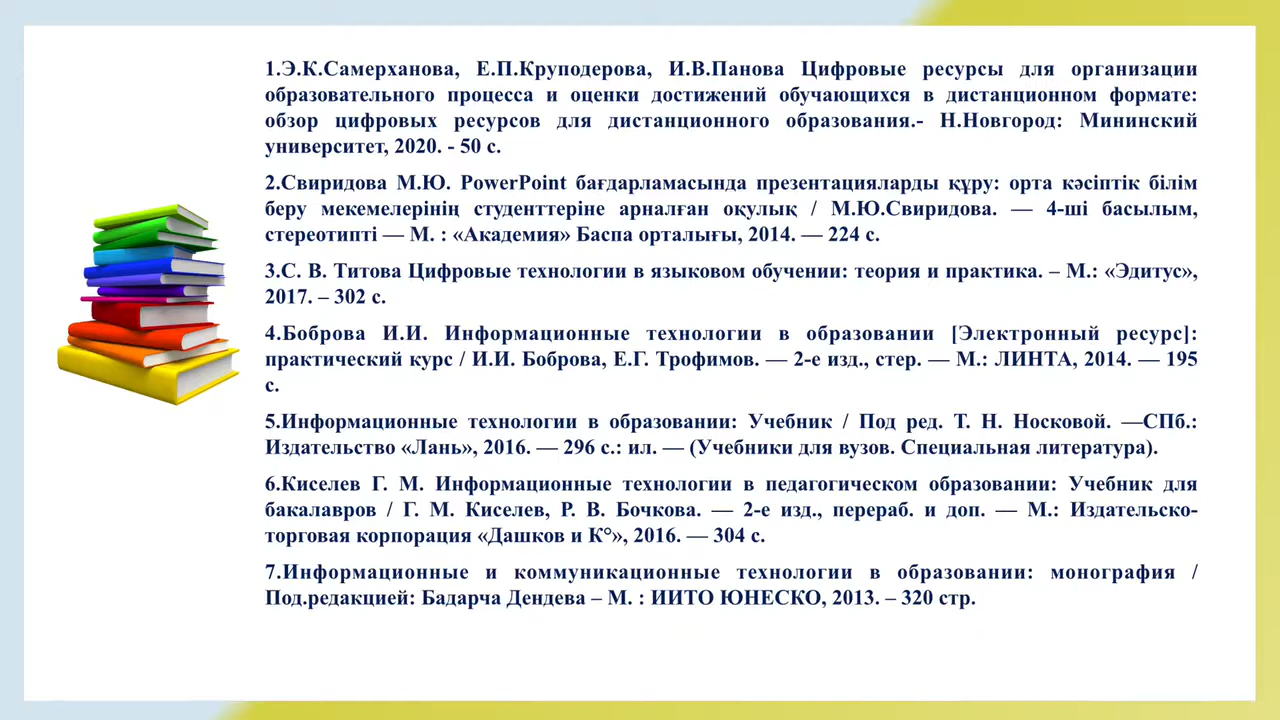 1.Э.К.Самерханова, Е.П.Круподерова, И.В.Панова Цифровые ресурсы для организации
образовательного процесса и оценки достижений обучающихся в дистанционном формате:
обзор цифровых ресурсов для дистанционного образования.- Н.Новгород: Мининский
университет, 2020. - 50 с.
2.Свиридова М.Ю. PowerPoint бағдарламасында презентацияларды құру: орта кәсіптік білім
беру мекемелерінің студенттеріне арналған оқулық / М.Ю.Свиридова. — 4-ші басылым,
стереотипті — М. : «Академия» Баспа орталығы, 2014. — 224 с.
3.С. В. Титова Цифровые технологии в языковом обучении: теория и практика. – М.: «Эдитус»,
2017. – 302 с.
4.Боброва И.И. Информационные технологии в образовании [Электронный ресурс]:
практический курс / И.И. Боброва, Е.Г. Трофимов. — 2-е изд., стер. — М.: ЛИНТА, 2014. — 195
с.
5.Информационные технологии в образовании: Учебник / Под ред. Т. Н. Носковой. —СПб.:
Издательство «Лань», 2016. — 296 с.: ил. — (Учебники для вузов. Специальная литература).
6.Киселев Г. М. Информационные технологии в педагогическом образовании: Учебник для
бакалавров / Г. М. Киселев, Р. В. Бочкова. — 2-е изд., перераб. и доп. — М.: Издательско-
торговая корпорация «Дашков и К°», 2016. — 304 с.
7.Информационные и коммуникационные технологии в образовании: монография /
Под.редакцией: Бадарча Дендева – М. : ИИТО ЮНЕСКО, 2013. – 320 стр.